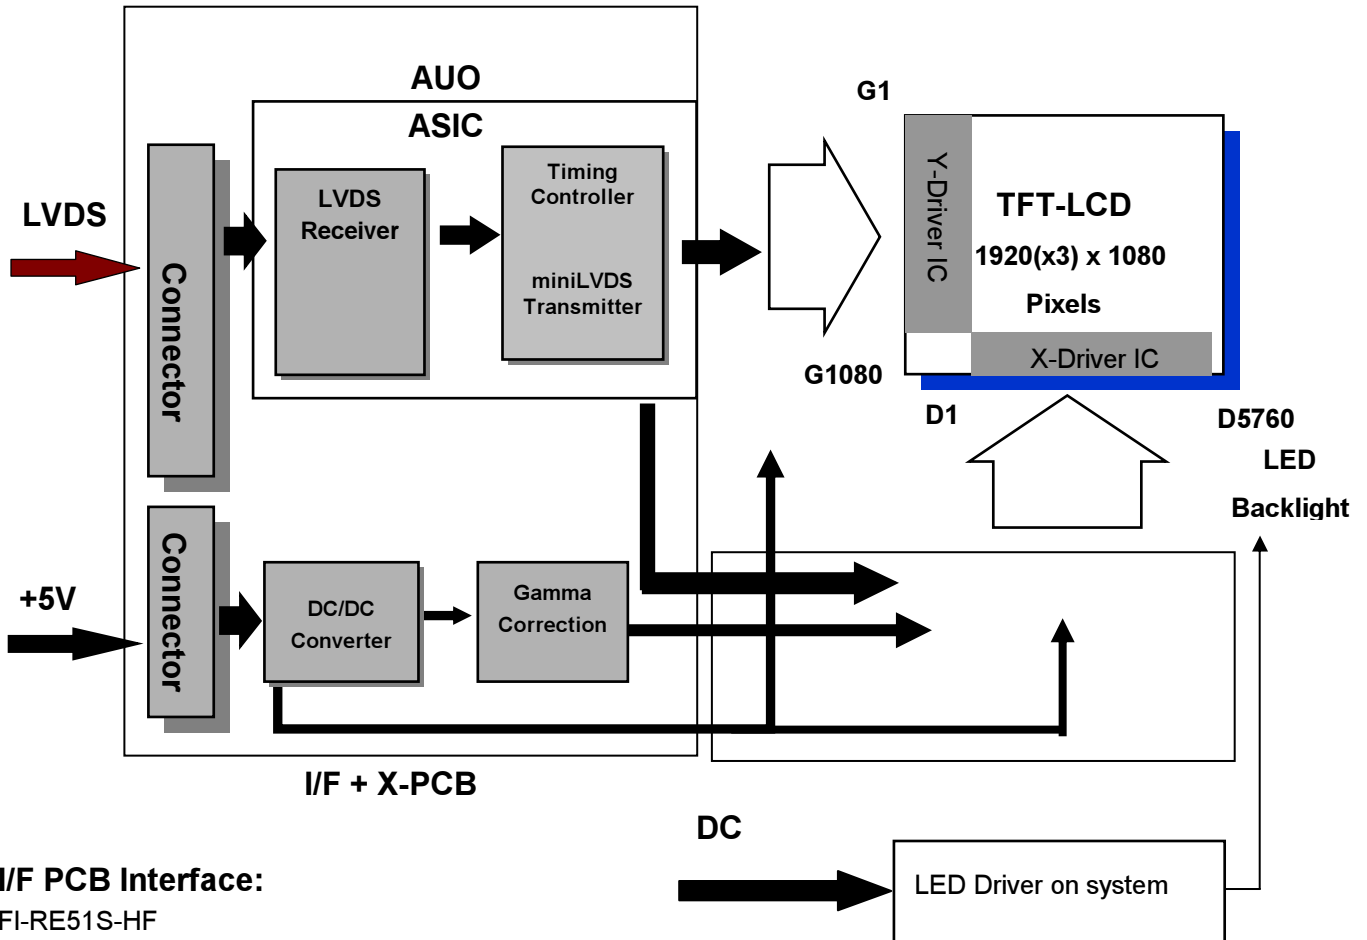 AUO
ASIC
G1
LVDS
Connector
LVDS
Receiver
Timing
Controller
miniLVDS
Transmitter
Y-Driver IC
TFT-LCD
1920(x3) x 1080
Pixels
X-Driver IC
G1080
D1
D5760
LED
Backlight
+5V
Connector
DC/DC
Converter
Gamma
Correction
I/F + X-PCB
DC
LED Driver on system
I/F PCB Interface:
FI-RE51S-HF